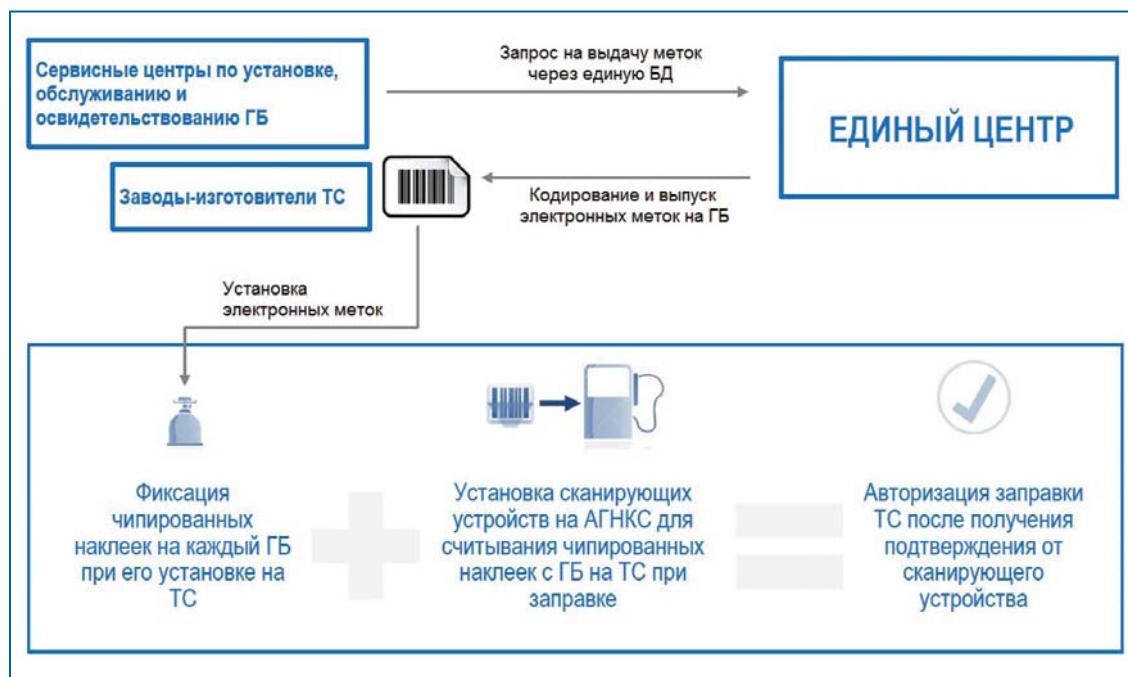 Сервисные центры по установке,
обслуживанию и
освидетельствованию ГБ
Запрос на выдачу меток
через единую БД
ЕДИНЫЙ ЦЕНТР
Заводы-изготовители ТС
Кодирование и выпуск
электронных меток на ГБ
Установка
электронных меток
Фиксация
чипированных
наклеек на каждый ГБ
при его установке на
ТС
Установка сканирующих
устройств на АГНКС для
считывания чипированных
наклеек с ГБ на ТС при
заправке
Авторизация заправки
ТС после получения
подтверждения от
сканирующего
устройства